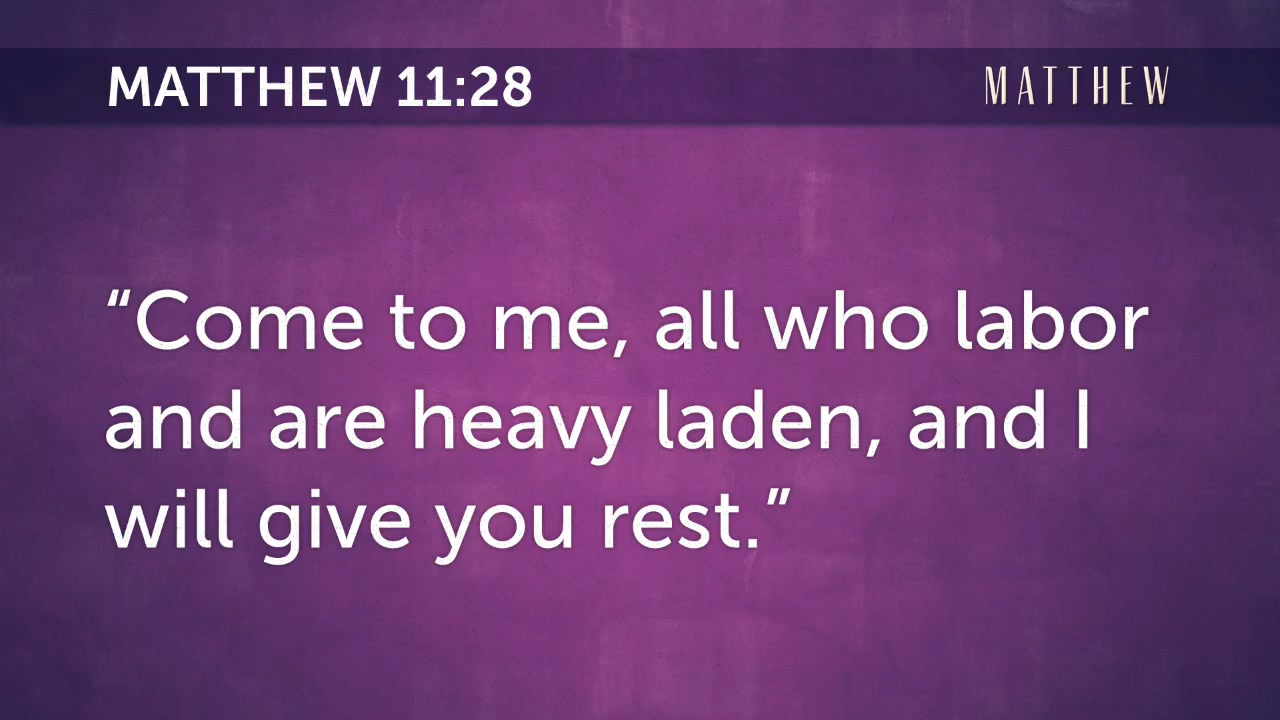 MATTHEW 11:28
MATTHEW
“Come to me, all who labor
and are heavy laden, and I
will give you rest.”